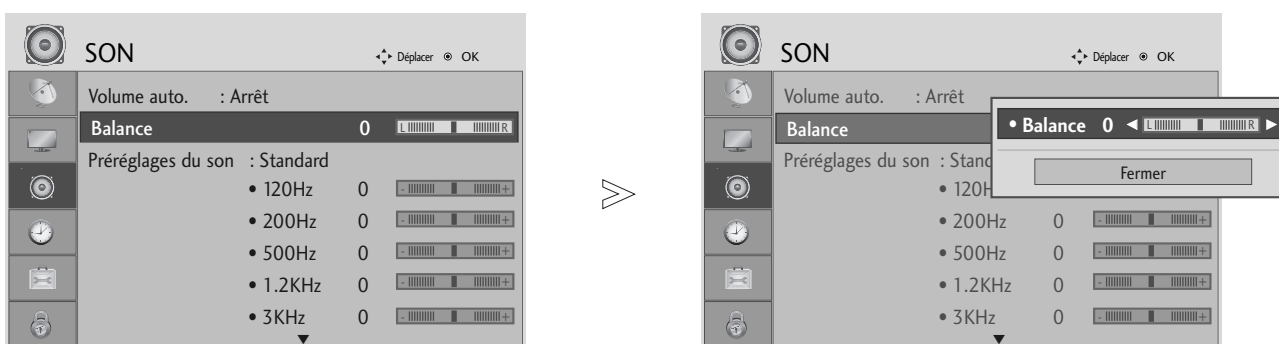 SON
Déplacer OK
Volume auto. : Arrêt
Balance 0 L R
Préréglages du son : Standard
• 120Hz 0 - +
• 200Hz 0 - +
• 500Hz 0 - +
• 1.2KHz 0 - +
• 3KHz 0 - +
SON
Déplacer OK
Volume auto. : Arrêt
Balance
• Balance 0 L R
Fermer
Préréglages du son : Stand
• 120H
• 200Hz 0 - +
• 500Hz 0 - +
• 1.2KHz 0 - +
• 3KHz 0 - +